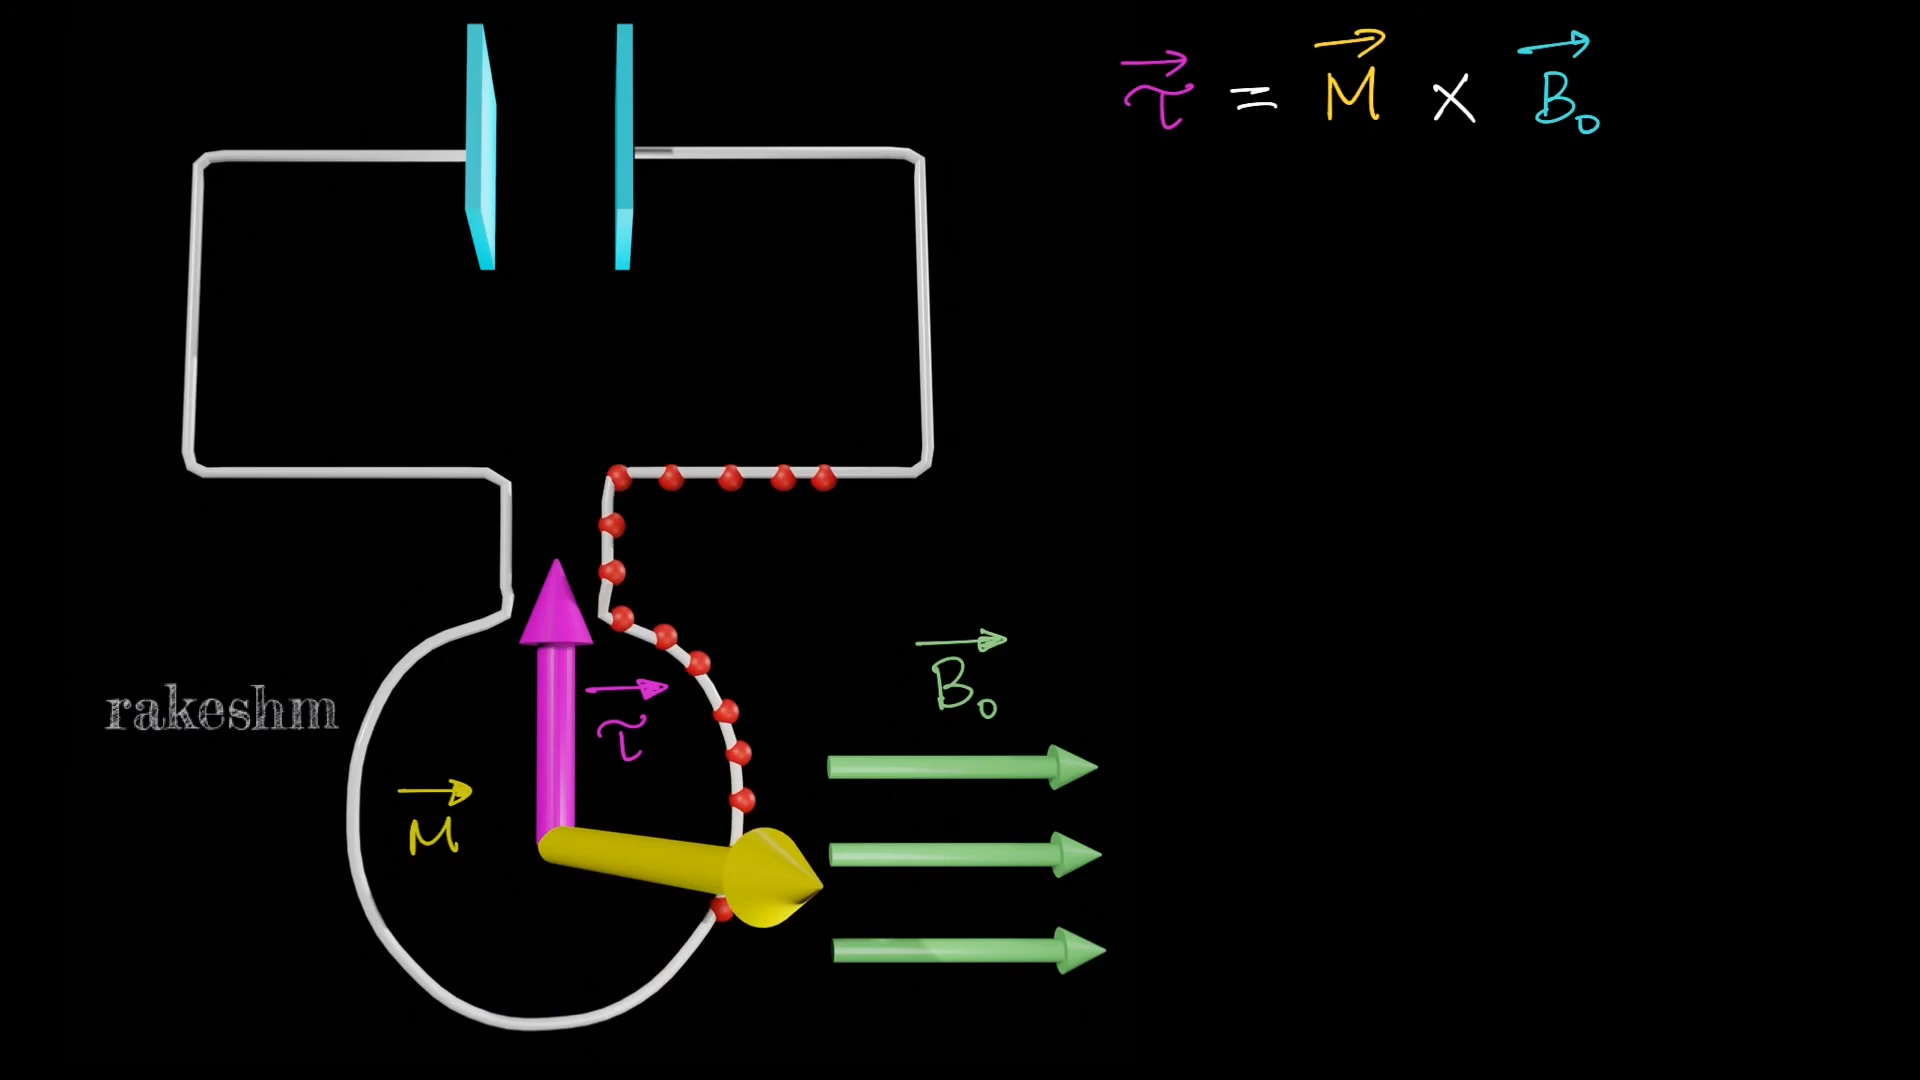 τ⃗ = M⃗ × B⃗₀
B⃗₀
rakeshm
τ⃗
M⃗